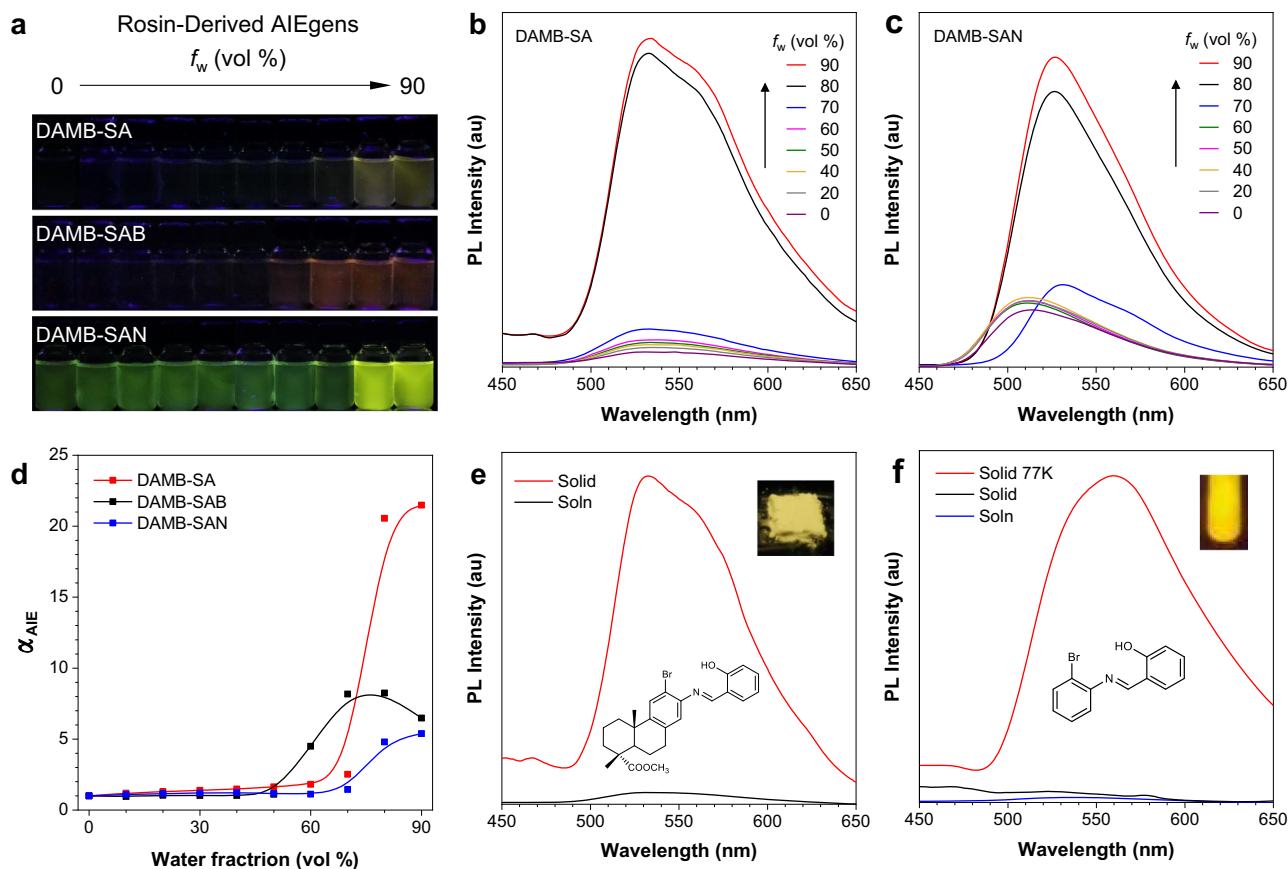 a
Rosin-Derived AIEgens
fw (vol %)
0 90
DAMB-SA
DAMB-SAB
DAMB-SAN
b
DAMB-SA
fw (vol %)
90
80
70
60
50
40
20
0
PL Intensity (au)
450 500 550 600 650
Wavelength (nm)
c
DAMB-SAN
fw (vol %)
90
80
70
60
50
40
20
0
PL Intensity (au)
450 500 550 600 650
Wavelength (nm)
d
DAMB-SA
DAMB-SAB
DAMB-SAN
αAIE
25
20
15
10
5
0
0 30 60 90
Water fractrion (vol %)
e
Solid
Soln
PL Intensity (au)
HO
Br
N
COOCH3
450 500 550 600 650
Wavelength (nm)
f
Solid 77K
Solid
Soln
PL Intensity (au)
HO
Br
N
450 500 550 600 650
Wavelength (nm)